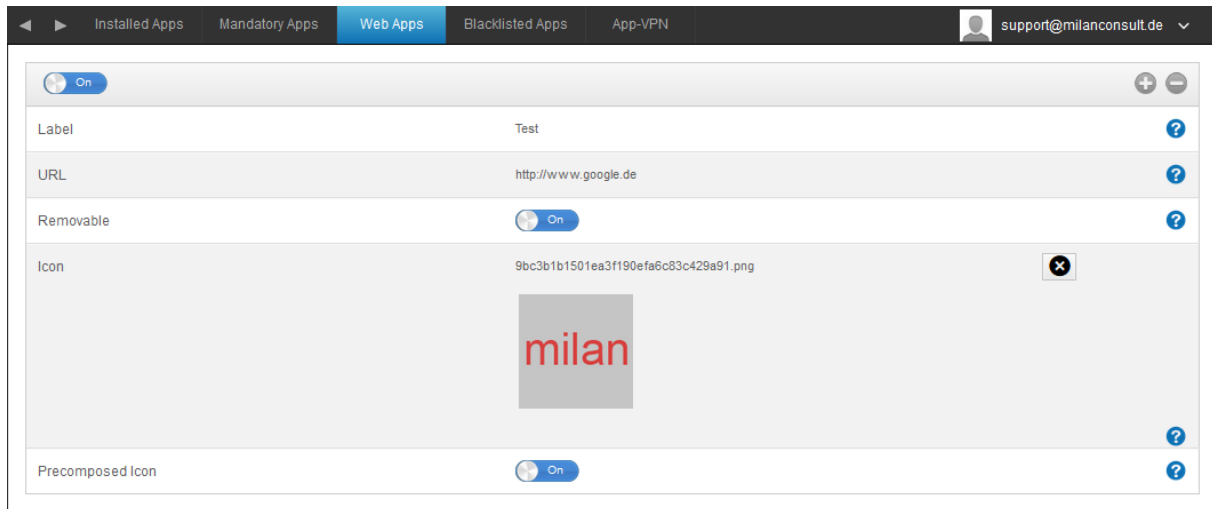 Installed Apps Mandatory Apps Web Apps Blacklisted Apps App-VPN support@milanconsult.de
On
Label Test
URL http://www.google.de
Removable On
Icon 9bc3b1b1501ea3f190efa6c83c429a91.png
milan
Precomposed Icon On